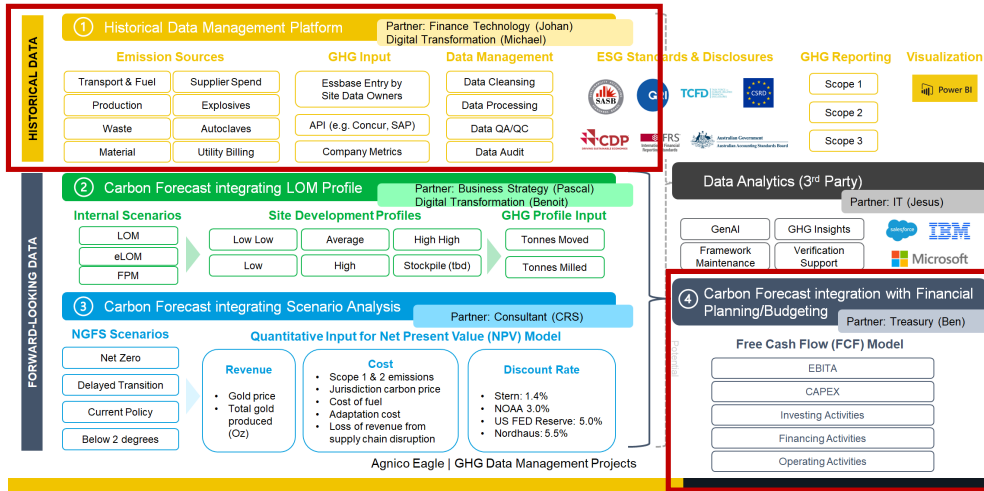 HISTORICAL DATA
1 Historical Data Management Platform
Partner: Finance Technology (Johan)
Digital Transformation (Michael)
Emission Sources
GHG Input
Data Management
ESG Standards & Disclosures
GHG Reporting
Visualization
Transport & Fuel
Supplier Spend
Production
Explosives
Waste
Autoclaves
Material
Utility Billing
Essbase Entry by
Site Data Owners
API (e.g. Concur, SAP)
Company Metrics
Data Cleansing
Data Processing
Data QA/QC
Data Audit
SASB
TCFD
CSRD
CDP
DRIVING SUSTAINABLE ECONOMIES
FRS
International Financial
Reporting Standards
Australian Government
Australian Accounting Standards Board
Scope 1
Scope 2
Scope 3
Power BI
FORWARD-LOOKING DATA
2 Carbon Forecast integrating LOM Profile
Partner: Business Strategy (Pascal)
Digital Transformation (Benoit)
Internal Scenarios
Site Development Profiles
GHG Profile Input
LOM
eLOM
FPM
Low Low
Average
High High
Low
High
Stockpile (tbd)
Tonnes Moved
Tonnes Milled
Data Analytics (3rd Party)
Partner: IT (Jesus)
GenAI
GHG Insights
Framework
Maintenance
Verification
Support
salesforce
IBM
Microsoft
3 Carbon Forecast integrating Scenario Analysis
Partner: Consultant (CRS)
NGFS Scenarios
Quantitative Input for Net Present Value (NPV) Model
Net Zero
Delayed Transition
Current Policy
Below 2 degrees
Revenue
• Gold price
• Total gold
produced
(Oz)
Cost
• Scope 1 & 2 emissions
• Jurisdiction carbon price
• Cost of fuel
• Adaptation cost
• Loss of revenue from
supply chain disruption
Discount Rate
• Stern: 1.4%
• NOAA 3.0%
• US FED Reserve: 5.0%
• Nordhaus: 5.5%
Potential
4 Carbon Forecast integration with Financial
Planning/Budgeting
Partner: Treasury (Ben)
Free Cash Flow (FCF) Model
EBITA
CAPEX
Investing Activities
Financing Activities
Operating Activities
Agnico Eagle | GHG Data Management Projects